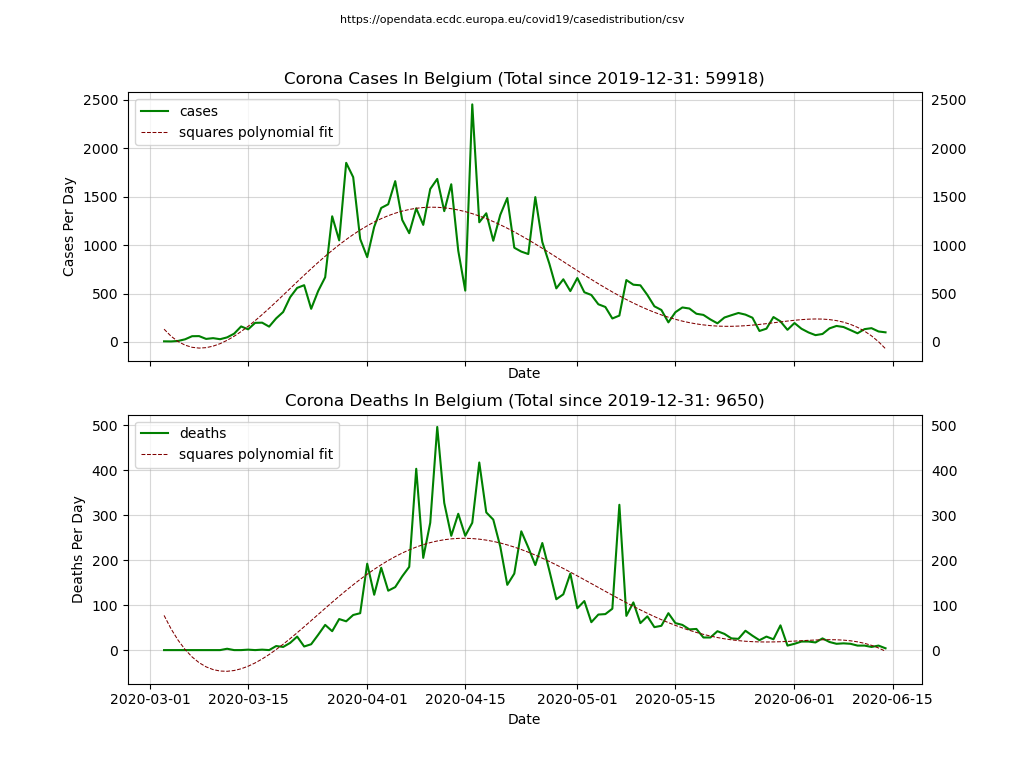 https://opendata.ecdc.europa.eu/covid19/casedistribution/csv
Corona Cases In Belgium (Total since 2019-12-31: 59918)
cases
squares polynomial fit
Cases Per Day
2500 2500
2000 2000
1500 1500
1000 1000
500 500
0 0
Date
Corona Deaths In Belgium (Total since 2019-12-31: 9650)
deaths
squares polynomial fit
Deaths Per Day
500 500
400 400
300 300
200 200
100 100
0 0
2020-03-01 2020-03-15 2020-04-01 2020-04-15 2020-05-01 2020-05-15 2020-06-01 2020-06-15
Date